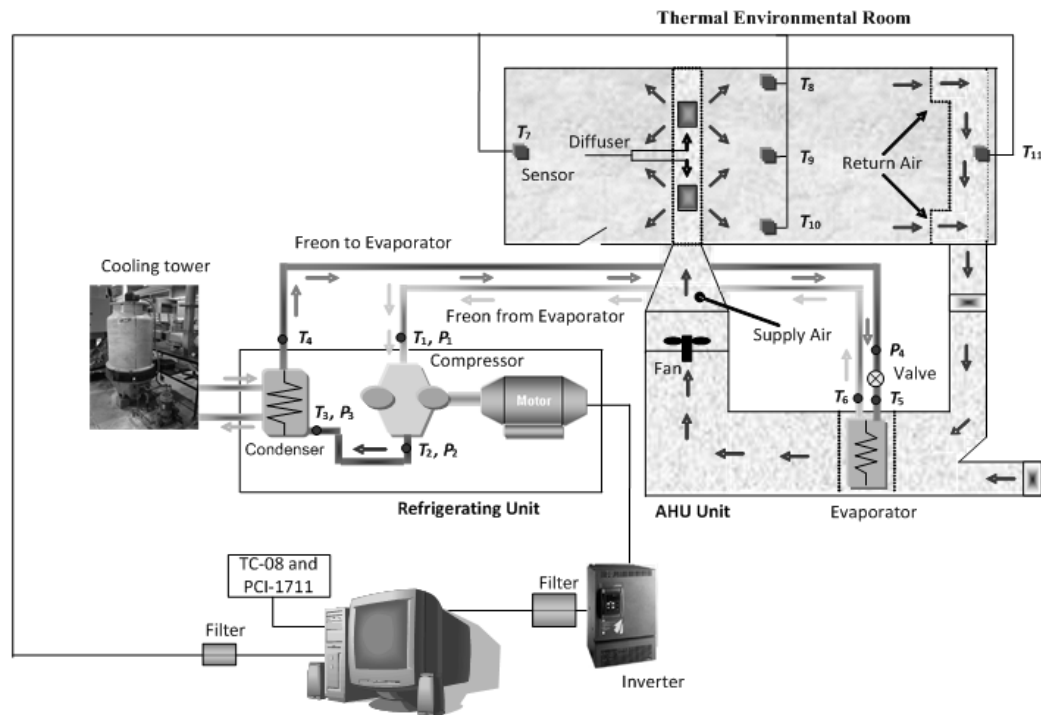 Thermal Environmental Room
T8
T7
Diffuser
T9
T11
Sensor
Return Air
T10
Freon to Evaporator
Cooling tower
Freon from Evaporator
Supply Air
T4
T1, P1
Compressor
P4
Fan
Valve
Motor
T6
T5
T3, P3
Condenser
T2, P2
Refrigerating Unit
AHU Unit
Evaporator
TC-08 and
PCI-1711
Filter
Filter
Inverter